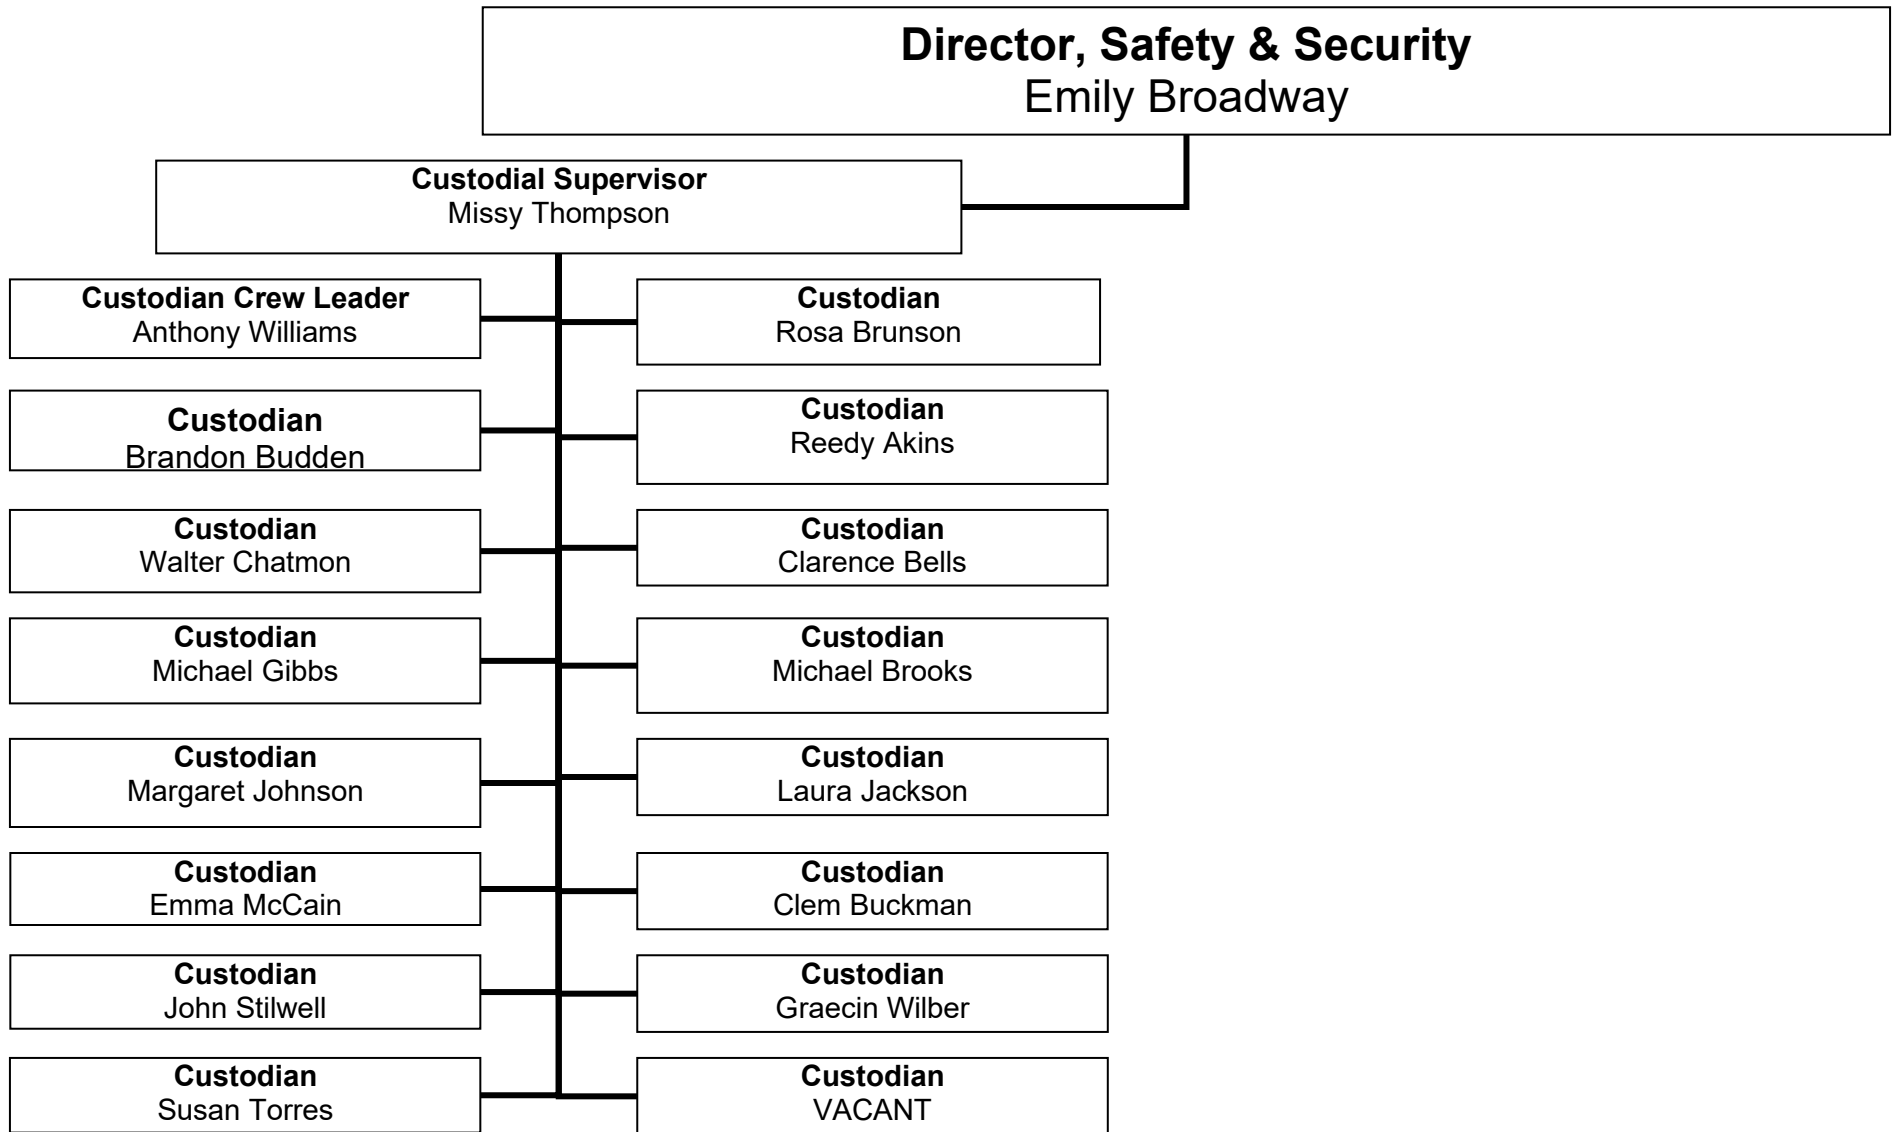 Director, Safety & Security
Emily Broadway
Custodial Supervisor
Missy Thompson
Custodian Crew Leader
Anthony Williams
Custodian
Rosa Brunson
Custodian
Brandon Budden
Custodian
Reedy Akins
Custodian
Walter Chatmon
Custodian
Clarence Bells
Custodian
Michael Gibbs
Custodian
Michael Brooks
Custodian
Margaret Johnson
Custodian
Laura Jackson
Custodian
Emma McCain
Custodian
Clem Buckman
Custodian
John Stilwell
Custodian
Graecin Wilber
Custodian
Susan Torres
Custodian
VACANT